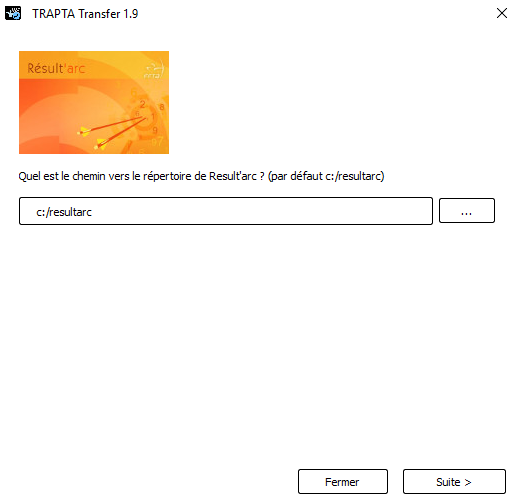 TRAPTA Transfer 1.9
Résult'arc
Quel est le chemin vers le répertoire de Result'arc ? (par défaut c:/resultarc)
c:/resultarc
...
Fermer
Suite >